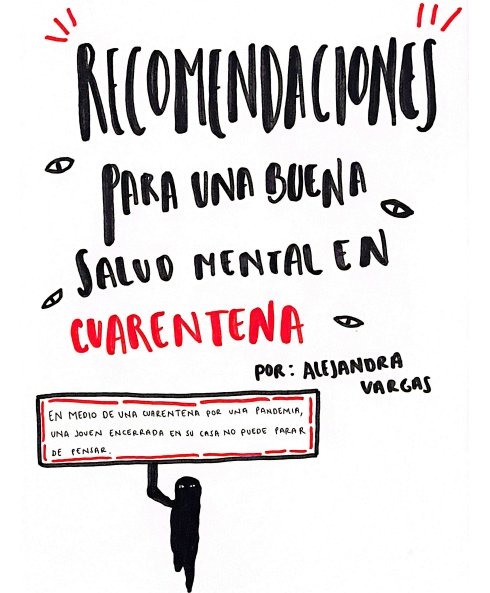 RECOMENDACIONES
PARA UNA BUENA
SALUD MENTAL EN
CUARENTENA
POR: ALEJANDRA
VARGAS
EN MEDIO DE UNA CUARENTENA POR UNA PANDEMIA,
UNA JOVEN ENCERRADA EN SU CASA NO PUEDE PARAR
DE PENSAR.